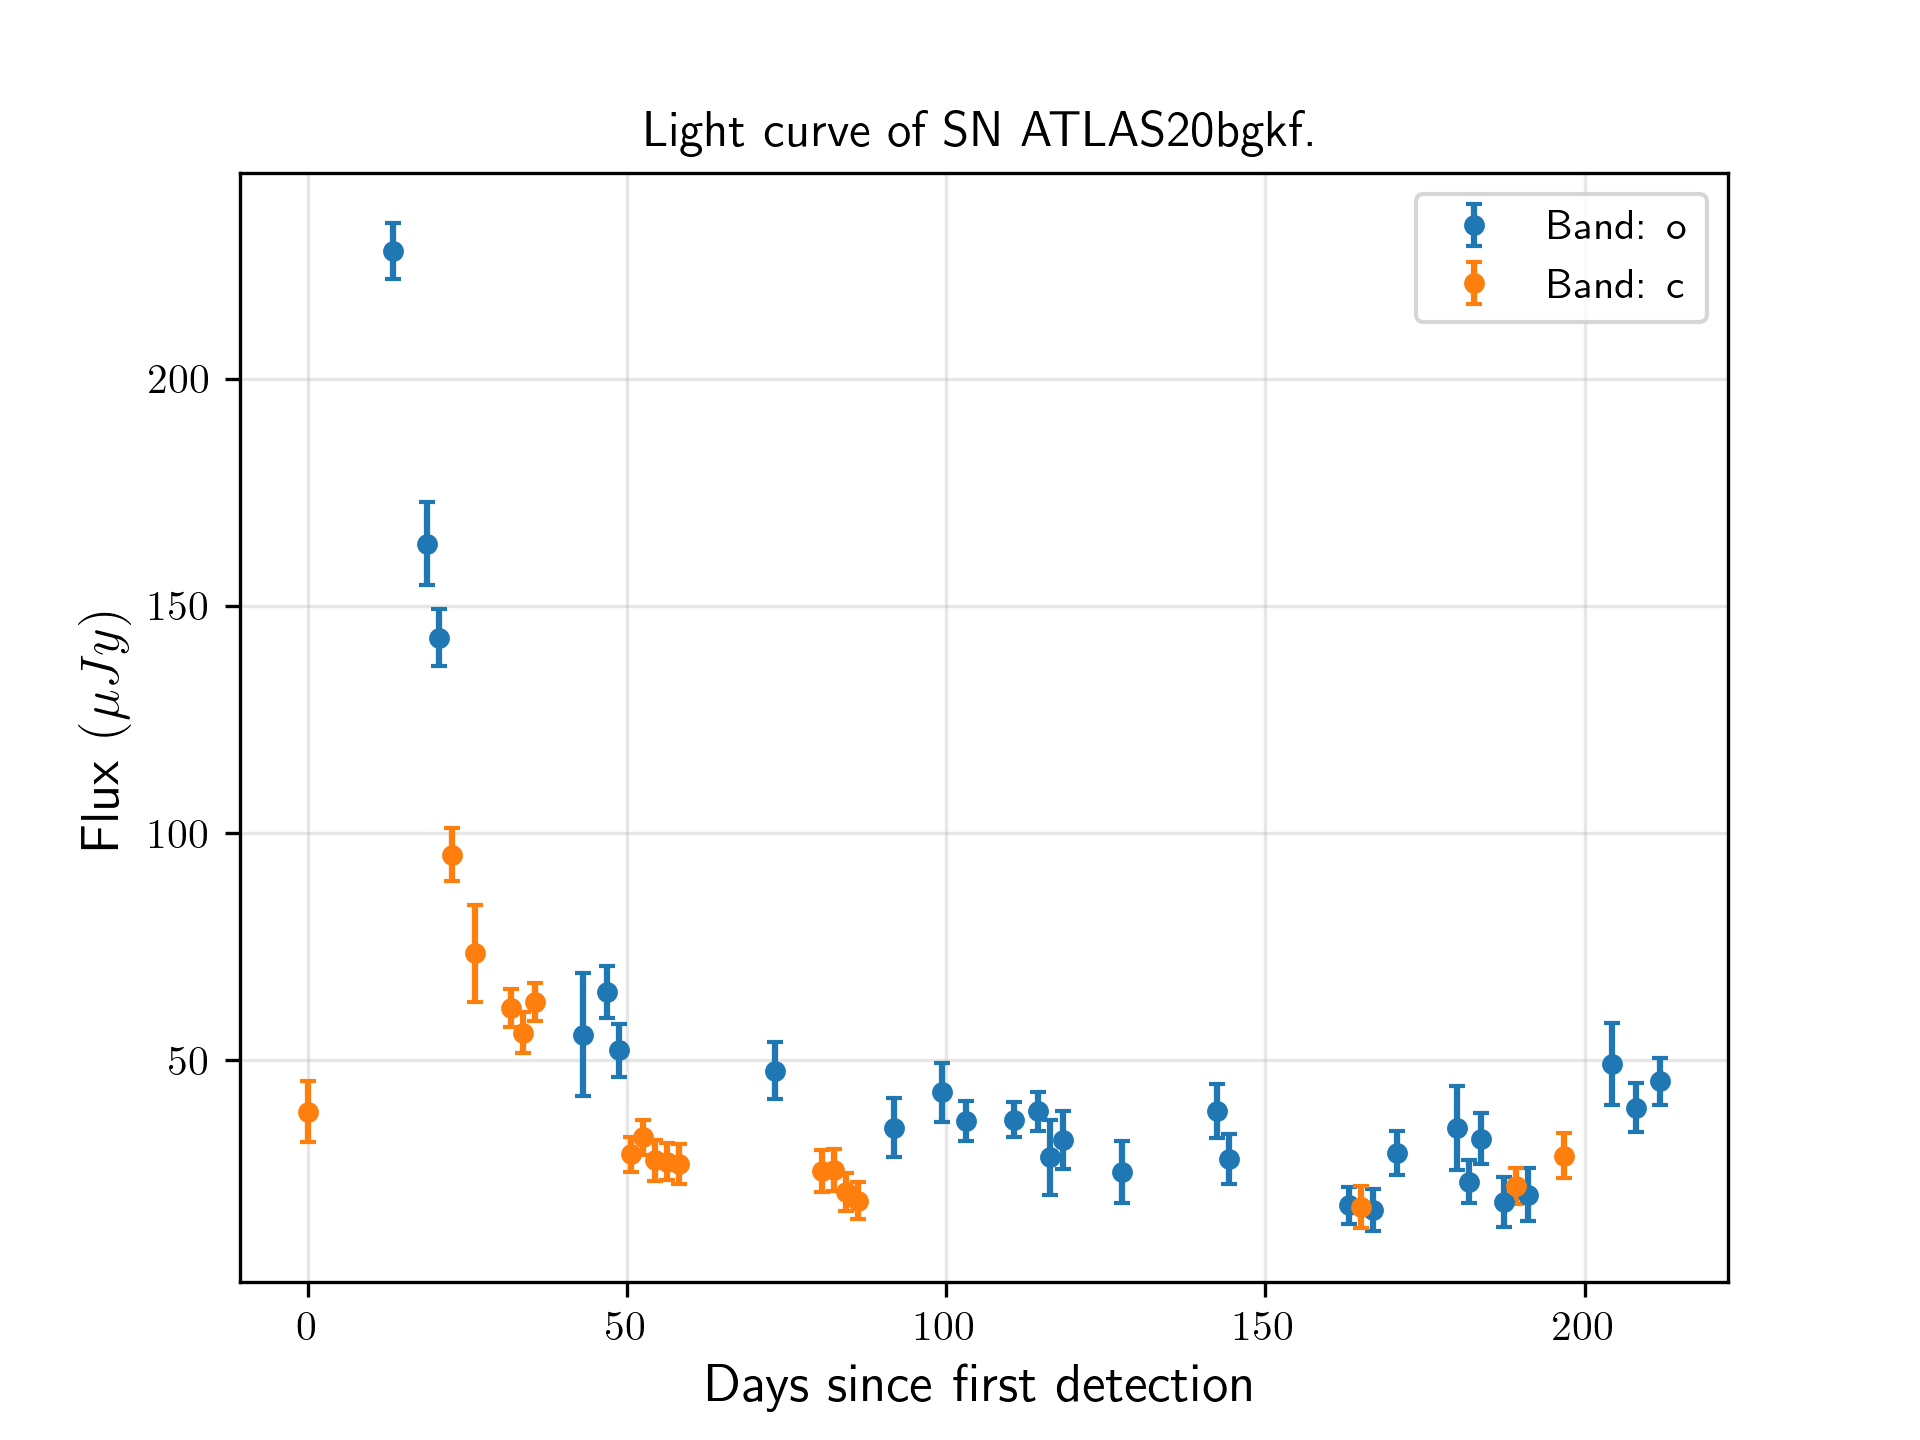 Light curve of SN ATLAS20bgkf.
Band: o
Band: c
200
150
100
50
Flux (μJy)
0 50 100 150 200
Days since first detection